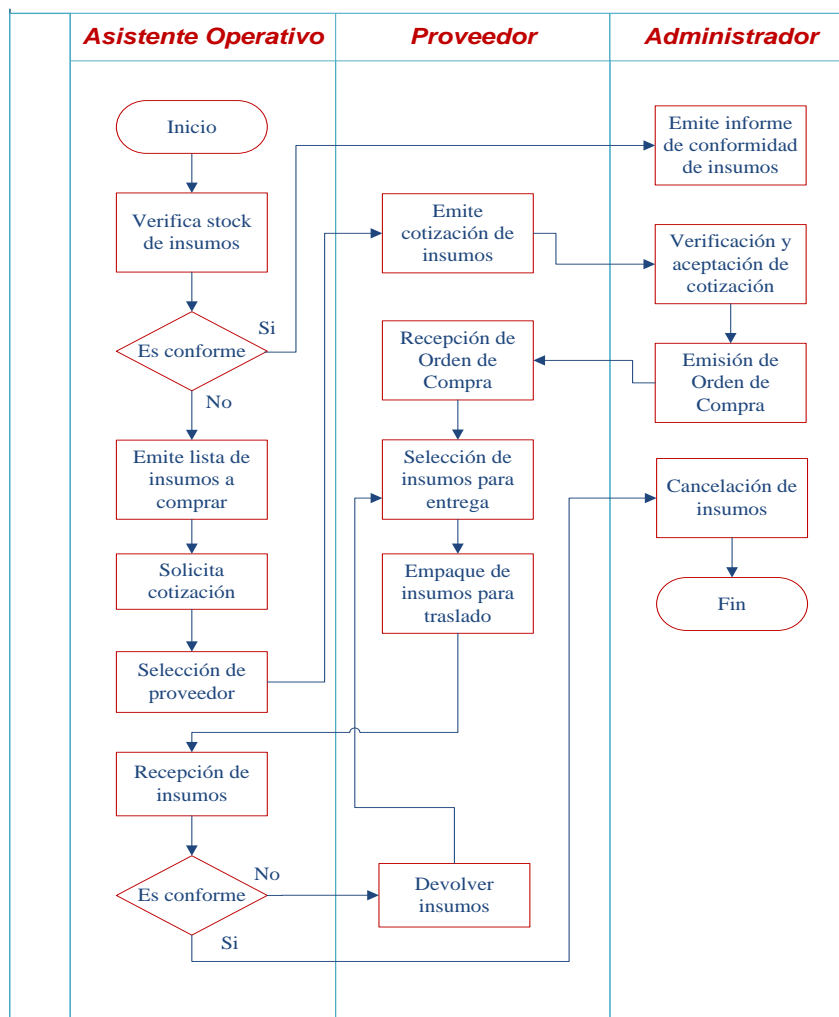 Asistente Operativo
Proveedor
Administrador
Inicio
Verifica stock
de insumos
Es conforme
Si
No
Emite lista de
insumos a
comprar
Solicita
cotización
Selección de
proveedor
Recepción de
insumos
Es conforme
No
Si
Emite
cotización de
insumos
Recepción de
Orden de
Compra
Selección de
insumos para
entrega
Empaque de
insumos para
traslado
Devolver
insumos
Emite informe
de conformidad
de insumos
Verificación y
aceptación de
cotización
Emisión de
Orden de
Compra
Cancelación de
insumos
Fin